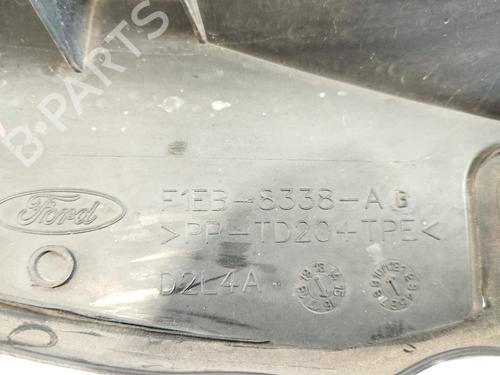 B-PARTS
Ford
F1EB-8338-AG
>PP-TD20+TPE<
D2L4A